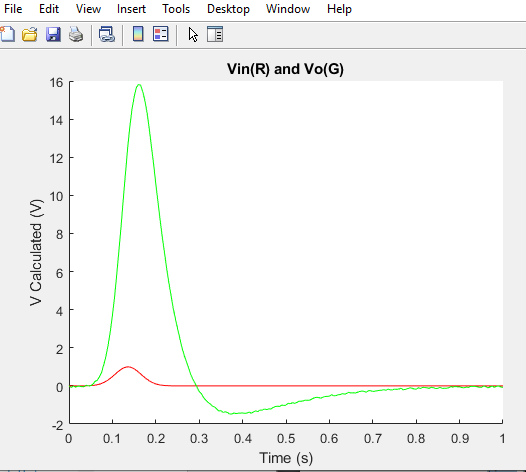 File Edit View Insert Tools Desktop Window Help
Vin(R) and Vo(G)
V Calculated (V)
16
14
12
10
8
6
4
2
0
-2
0 0.1 0.2 0.3 0.4 0.5 0.6 0.7 0.8 0.9 1
Time (s)